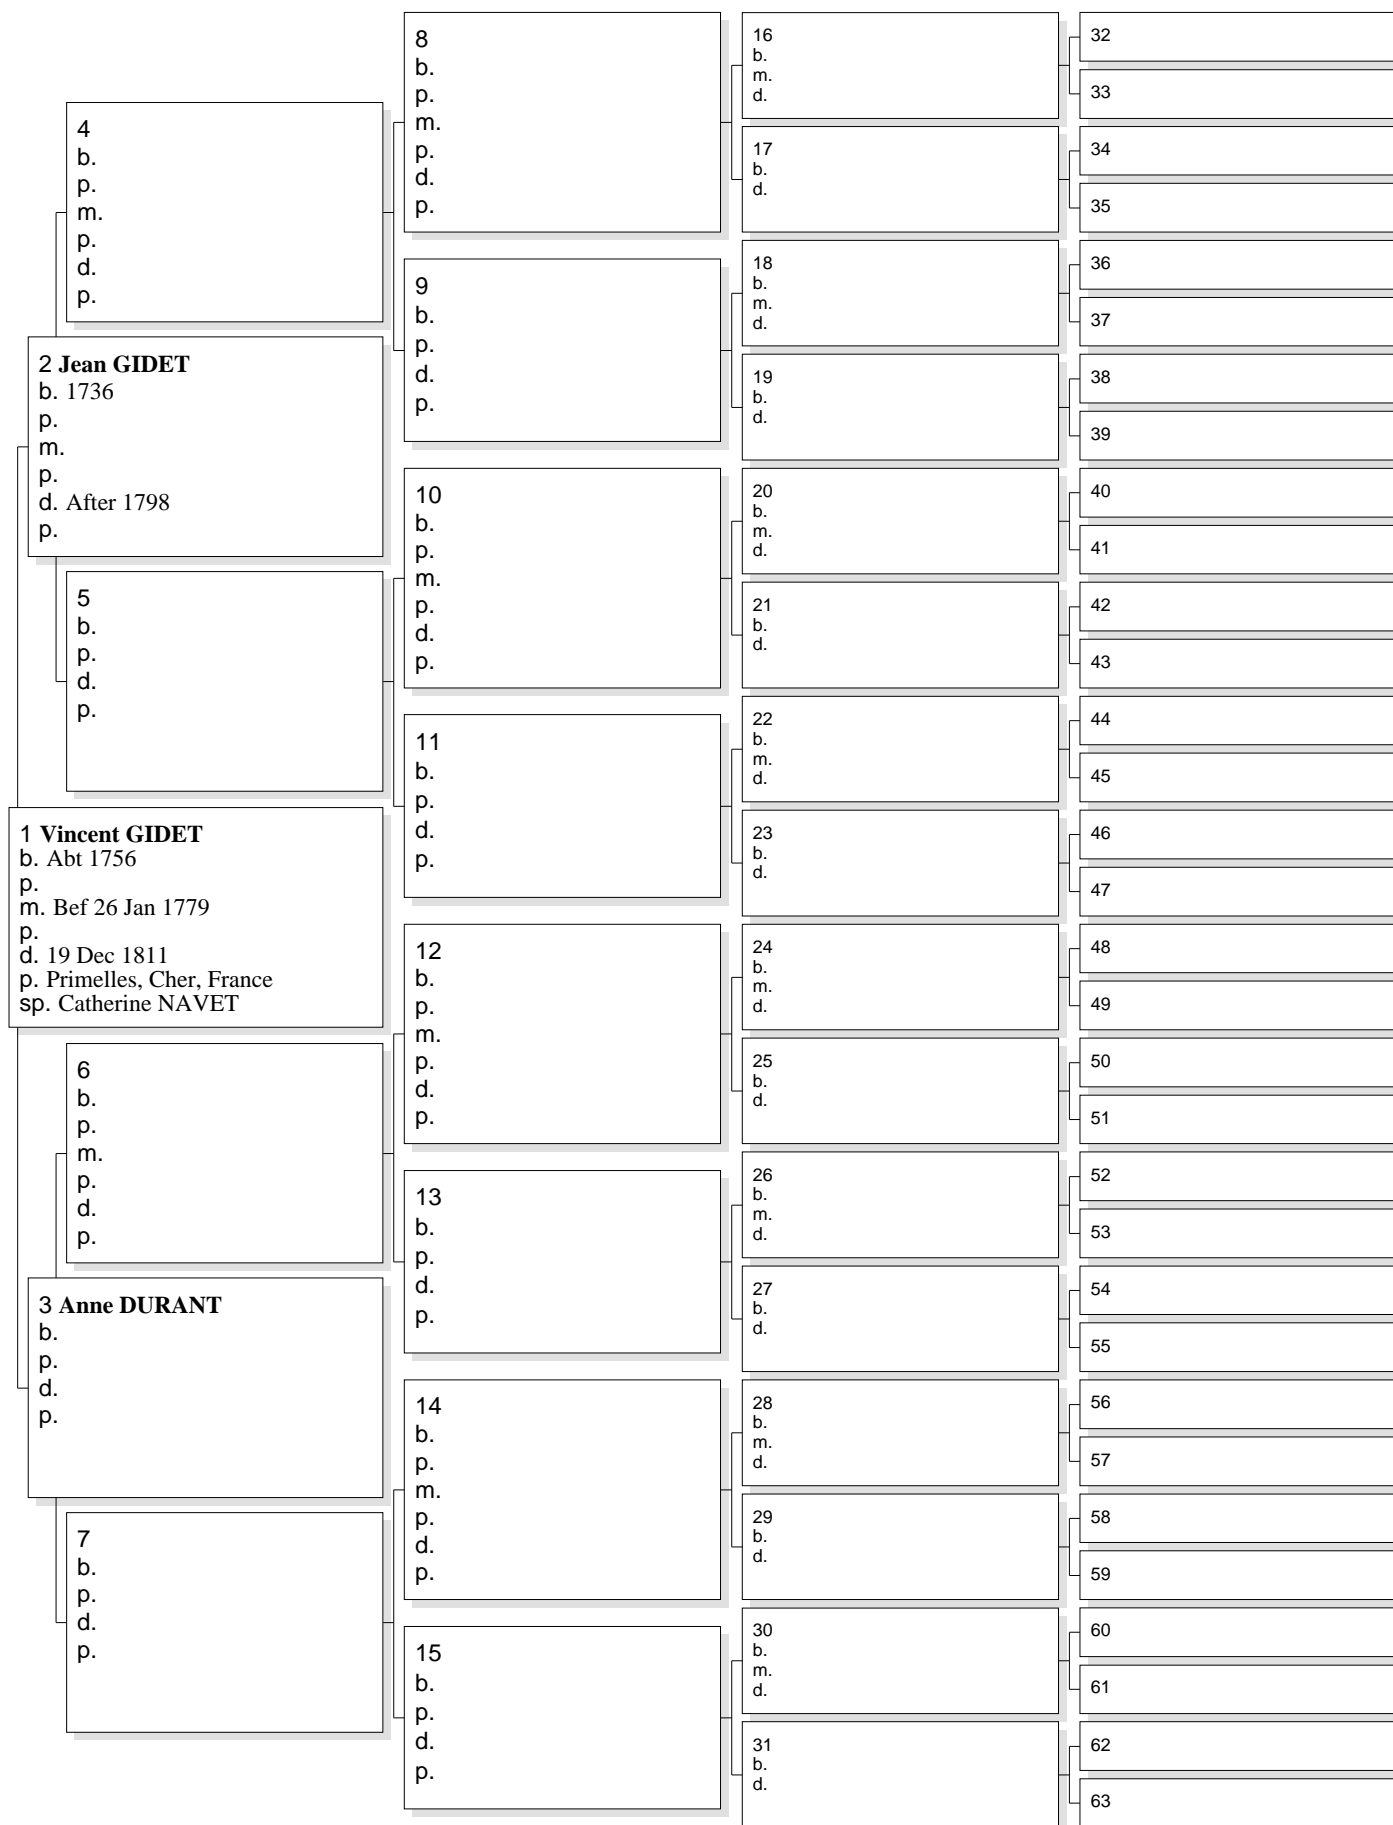 8
b.
p.
m.
p.
d.
p.
16
b.
m.
d.
32
33
4
b.
p.
m.
p.
d.
p.
17
b.
d.
34
35
9
b.
p.
d.
p.
18
b.
m.
d.
36
37
2 Jean GIDET
b. 1736
p.
m.
p.
d. After 1798
p.
19
b.
d.
38
39
10
b.
p.
m.
p.
d.
p.
20
b.
m.
d.
40
41
5
b.
p.
d.
p.
21
b.
d.
42
43
11
b.
p.
d.
p.
22
b.
m.
d.
44
45
1 Vincent GIDET
b. Abt 1756
p.
m. Bef 26 Jan 1779
p.
d. 19 Dec 1811
p. Primelles, Cher, France
sp. Catherine NAVET
23
b.
d.
46
47
12
b.
p.
m.
p.
d.
p.
24
b.
m.
d.
48
49
6
b.
p.
m.
p.
d.
p.
25
b.
d.
50
51
13
b.
p.
d.
p.
26
b.
m.
d.
52
53
3 Anne DURANT
b.
p.
d.
p.
27
b.
d.
54
55
14
b.
p.
m.
p.
d.
p.
28
b.
m.
d.
56
57
7
b.
p.
d.
p.
29
b.
d.
58
59
15
b.
p.
d.
p.
30
b.
m.
d.
60
61
31
b.
d.
62
63